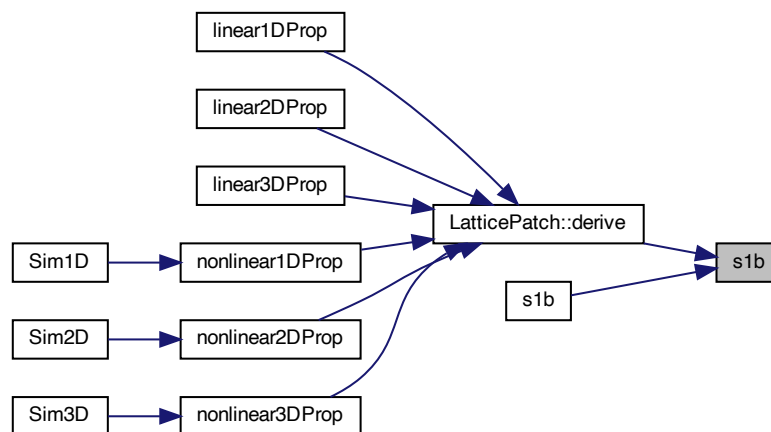 linear1DProp
linear2DProp
linear3DProp
LatticePatch::derive
Sim1D
nonlinear1DProp
s1b
s1b
Sim2D
nonlinear2DProp
Sim3D
nonlinear3DProp